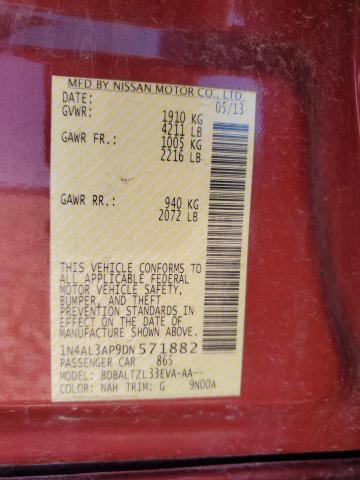 MFD BY NISSAN MOTOR CO., LTD.
DATE: 05/13
GVWR: 1910 KG
4211 LB
GAWR FR.: 1005 KG
2216 LB
GAWR RR.: 940 KG
2072 LB
THIS VEHICLE CONFORMS TO
ALL APPLICABLE FEDERAL
MOTOR VEHICLE SAFETY,
BUMPER, AND THEFT
PREVENTION STANDARDS IN
EFFECT ON THE DATE OF
MANUFACTURE SHOWN ABOVE.
1N4AL3AP9DN571882
PASSENGER CAR 865
MODEL: BDBALTZL33EVA-AA--
COLOR: NAH TRIM: G 9N00A